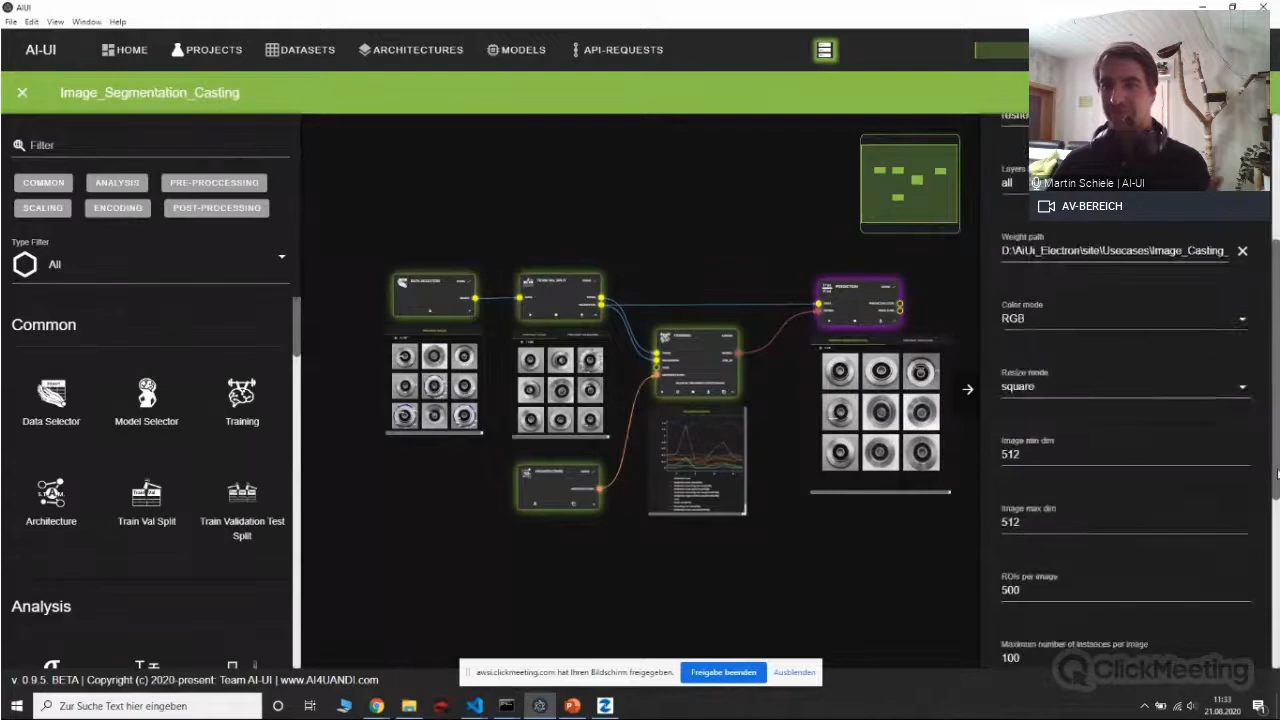 AIUI
File Edit View Window Help
AI-UI HOME PROJECTS DATASETS ARCHITECTURES MODELS API-REQUESTS
Image_Segmentation_Casting
Filter
COMMON ANALYSIS PRE-PROCCESSING
SCALING ENCODING POST-PROCESSING
Type Filter
All
Common
Data Selector Model Selector Training
Architecture Train Val Split Train Validation Test Split
Analysis
Martin Schiele | AI-UI
AV-BEREICH
Layers
all
Weight path
D:\AiUi_Electron\site\Usecases\Image_Casting_
Color mode
RGB
Resize mode
square
Image min dim
512
Image max dim
512
ROIs per image
500
Maximum number of instances per image
100
ClickMeeting
awsi.clickmeeting.com hat Ihren Bildschirm freigegeben. Freigabe beenden Ausblenden
Copyright (c) 2020-present: Team AI-UI | www.AI4UANDI.com
Zur Suche Text hier eingeben
11:33
21.08.2020